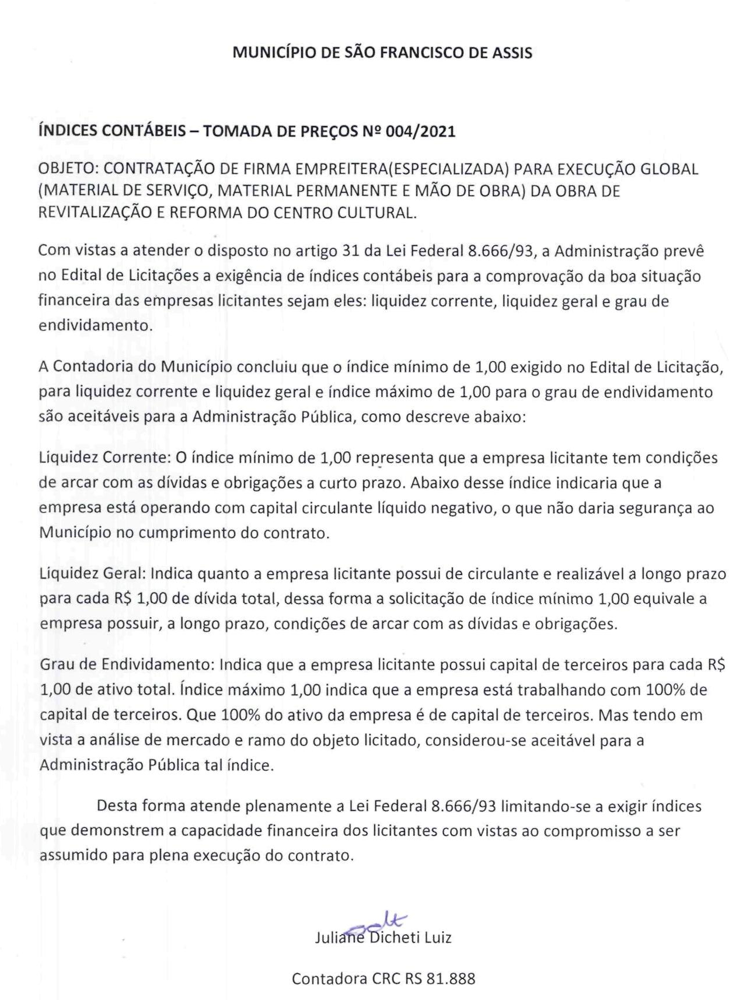 MUNICÍPIO DE SÃO FRANCISCO DE ASSIS
ÍNDICES CONTÁBEIS – TOMADA DE PREÇOS Nº 004/2021
OBJETO: CONTRATAÇÃO DE FIRMA EMPREITERA(ESPECIALIZADA) PARA EXECUÇÃO GLOBAL
(MATERIAL DE SERVIÇO, MATERIAL PERMANENTE E MÃO DE OBRA) DA OBRA DE
REVITALIZAÇÃO E REFORMA DO CENTRO CULTURAL.
Com vistas a atender o disposto no artigo 31 da Lei Federal 8.666/93, a Administração prevê
no Edital de Licitações a exigência de índices contábeis para a comprovação da boa situação
financeira das empresas licitantes sejam eles: liquidez corrente, liquidez geral e grau de
endividamento.
A Contadoria do Município concluiu que o índice mínimo de 1,00 exigido no Edital de Licitação,
para liquidez corrente e liquidez geral e índice máximo de 1,00 para o grau de endividamento
são aceitáveis para a Administração Pública, como descreve abaixo:
Liquidez Corrente: O índice mínimo de 1,00 representa que a empresa licitante tem condições
de arcar com as dívidas e obrigações a curto prazo. Abaixo desse índice indicaria que a
empresa está operando com capital circulante líquido negativo, o que não daria segurança ao
Município no cumprimento do contrato.
Liquidez Geral: Indica quanto a empresa licitante possui de circulante e realizável a longo prazo
para cada R$ 1,00 de dívida total, dessa forma a solicitação de índice mínimo 1,00 equivale a
empresa possuir, a longo prazo, condições de arcar com as dívidas e obrigações.
Grau de Endividamento: Indica que a empresa licitante possui capital de terceiros para cada R$
1,00 de ativo total. Índice máximo 1,00 indica que a empresa está trabalhando com 100% de
capital de terceiros. Que 100% do ativo da empresa é de capital de terceiros. Mas tendo em
vista a análise de mercado e ramo do objeto licitado, considerou-se aceitável para a
Administração Pública tal índice.
Desta forma atende plenamente a Lei Federal 8.666/93 limitando-se a exigir índices
que demonstrem a capacidade financeira dos licitantes com vistas ao compromisso a ser
assumido para plena execução do contrato.
Juliane Dicheti Luiz
Contadora CRC RS 81.888